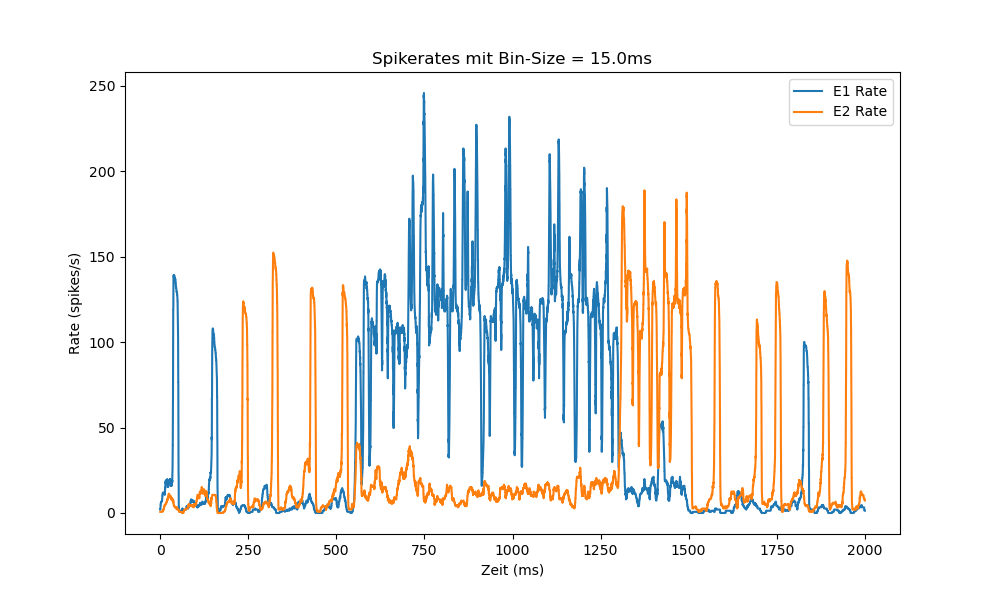 Spikerates mit Bin-Size = 15.0ms
E1 Rate
E2 Rate
Rate (spikes/s)
250
200
150
100
50
0
0 250 500 750 1000 1250 1500 1750 2000
Zeit (ms)